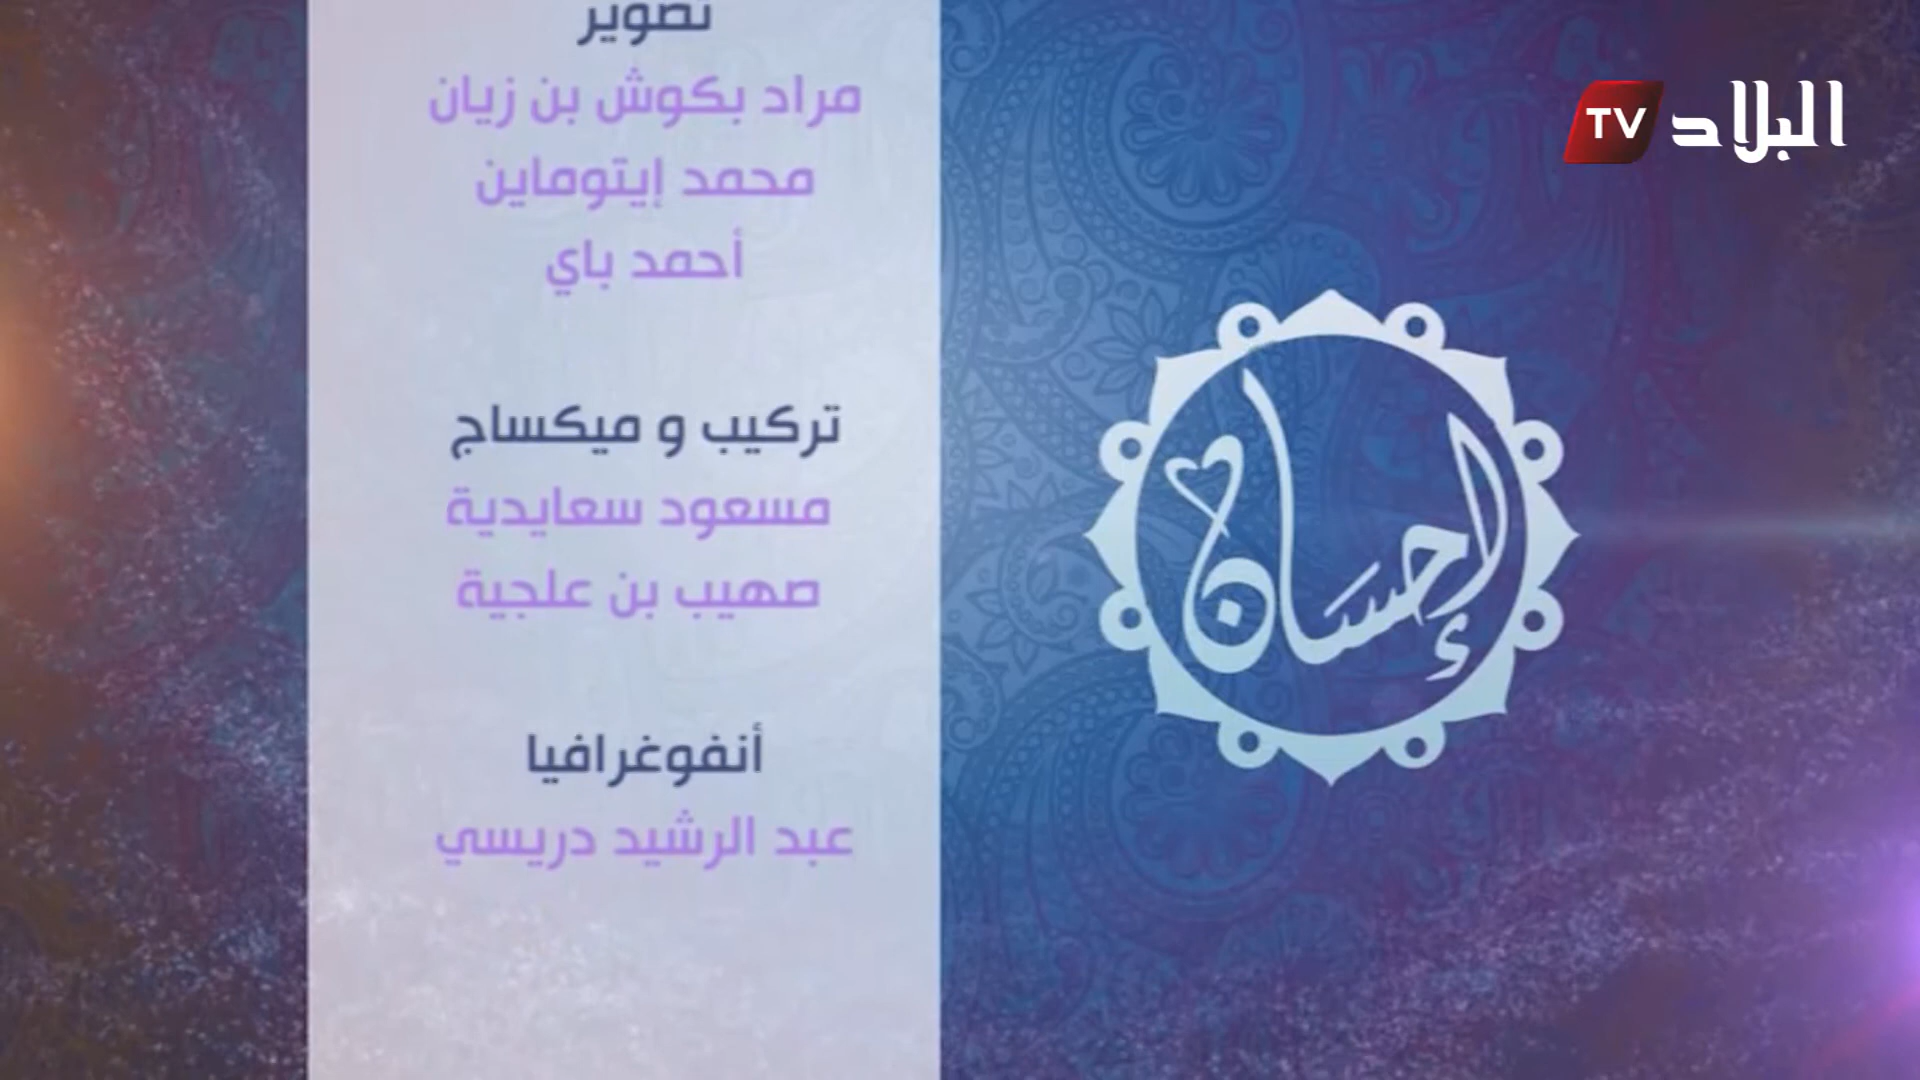 تصوير
مراد بكوش بن زيان
محمد إيتوماين
أحمد باي
تركيب و ميكساج
مسعود سعايدية
صهيب بن علجية
أنفوغرافيا
عبد الرشيد دريسي
إحسان
البلاد TV